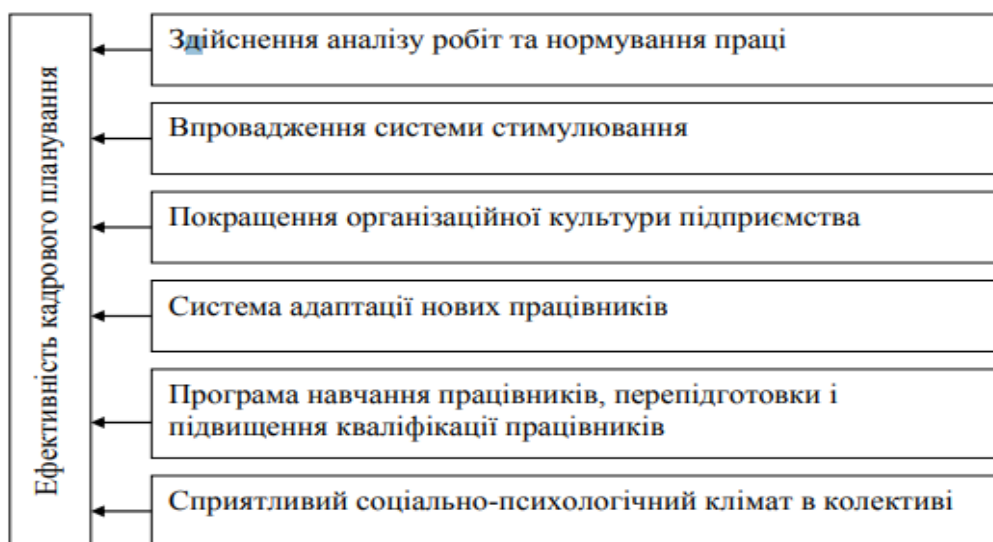 Ефективність кадрового планування
Здійснення аналізу робіт та нормування праці
Впровадження системи стимулювання
Покращення організаційної культури підприємства
Система адаптації нових працівників
Програма навчання працівників, перепідготовки і
підвищення кваліфікації працівників
Сприятливий соціально-психологічний клімат в колективі